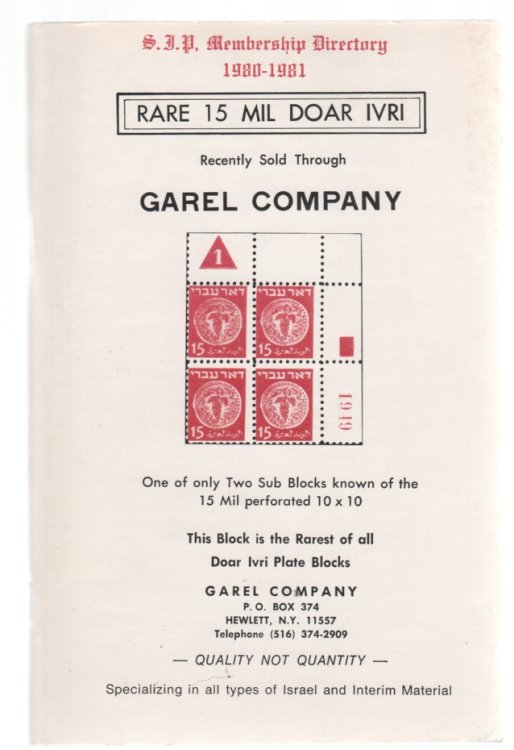 S.I.P. Membership Directory
1980-1981
RARE 15 MIL DOAR IVRI
Recently Sold Through
GAREL COMPANY
1
דאר עברי דאר עברי
15 15
דאר עברי דאר עברי
15 15
1949
One of only Two Sub Blocks known of the
15 Mil perforated 10 x 10
This Block is the Rarest of all
Doar Ivri Plate Blocks
GAREL COMPANY
P. O. BOX 374
HEWLETT, N.Y. 11557
Telephone (516) 374-2909
— QUALITY NOT QUANTITY —
Specializing in all types of Israel and Interim Material